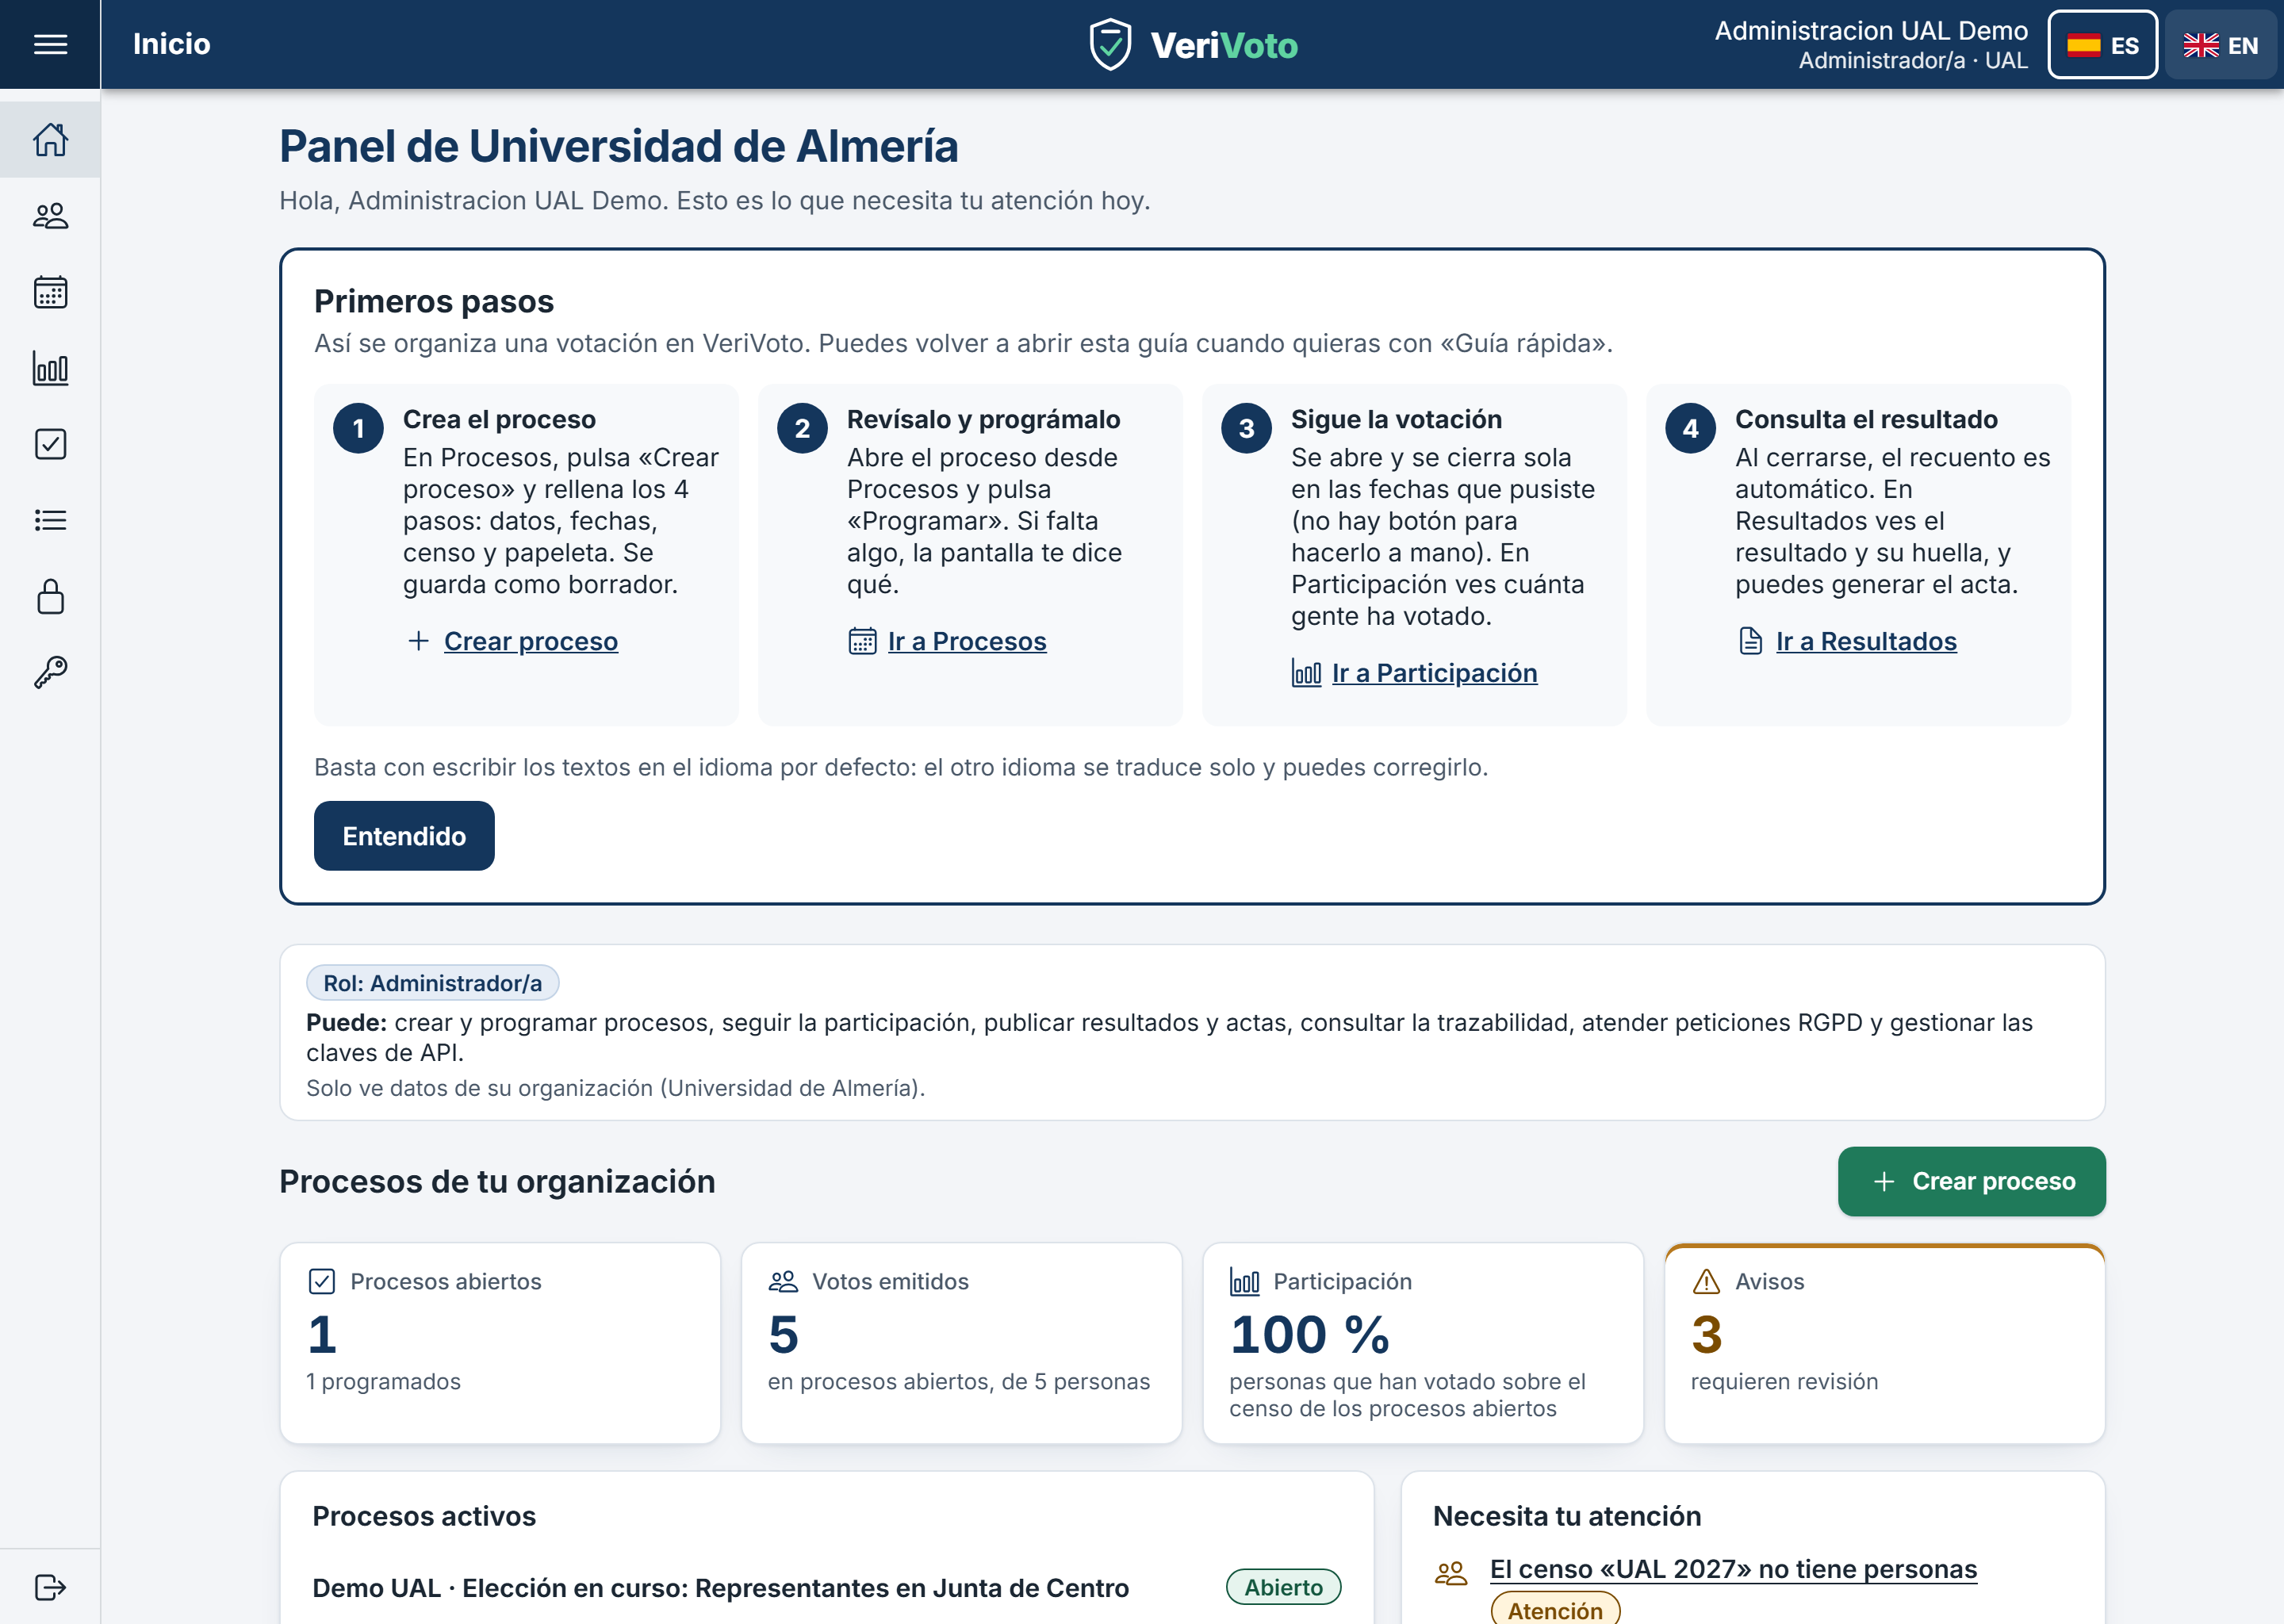 Inicio
VeriVoto
Administracion UAL Demo
Administrador/a · UAL
ES
EN
Panel de Universidad de Almería
Hola, Administracion UAL Demo. Esto es lo que necesita tu atención hoy.
Primeros pasos
Así se organiza una votación en VeriVoto. Puedes volver a abrir esta guía cuando quieras con «Guía rápida».
1
Crea el proceso
En Procesos, pulsa «Crear
proceso» y rellena los 4
pasos: datos, fechas,
censo y papeleta. Se
guarda como borrador.
Crear proceso
2
Revísalo y prográmalo
Abre el proceso desde
Procesos y pulsa
«Programar». Si falta
algo, la pantalla te dice
qué.
Ir a Procesos
3
Sigue la votación
Se abre y se cierra sola
en las fechas que pusiste
(no hay botón para
hacerlo a mano). En
Participación ves cuánta
gente ha votado.
Ir a Participación
4
Consulta el resultado
Al cerrarse, el recuento es
automático. En
Resultados ves el
resultado y su huella, y
puedes generar el acta.
Ir a Resultados
Basta con escribir los textos en el idioma por defecto: el otro idioma se traduce solo y puedes corregirlo.
Entendido
Rol: Administrador/a
Puede: crear y programar procesos, seguir la participación, publicar resultados y actas, consultar la trazabilidad, atender peticiones RGPD y gestionar las
claves de API.
Solo ve datos de su organización (Universidad de Almería).
Procesos de tu organización
Crear proceso
Procesos abiertos
1
1 programados
Votos emitidos
5
en procesos abiertos, de 5 personas
Participación
100 %
personas que han votado sobre el
censo de los procesos abiertos
Avisos
3
requieren revisión
Procesos activos
Demo UAL · Elección en curso: Representantes en Junta de Centro
Abierto
Necesita tu atención
El censo «UAL 2027» no tiene personas
Atención